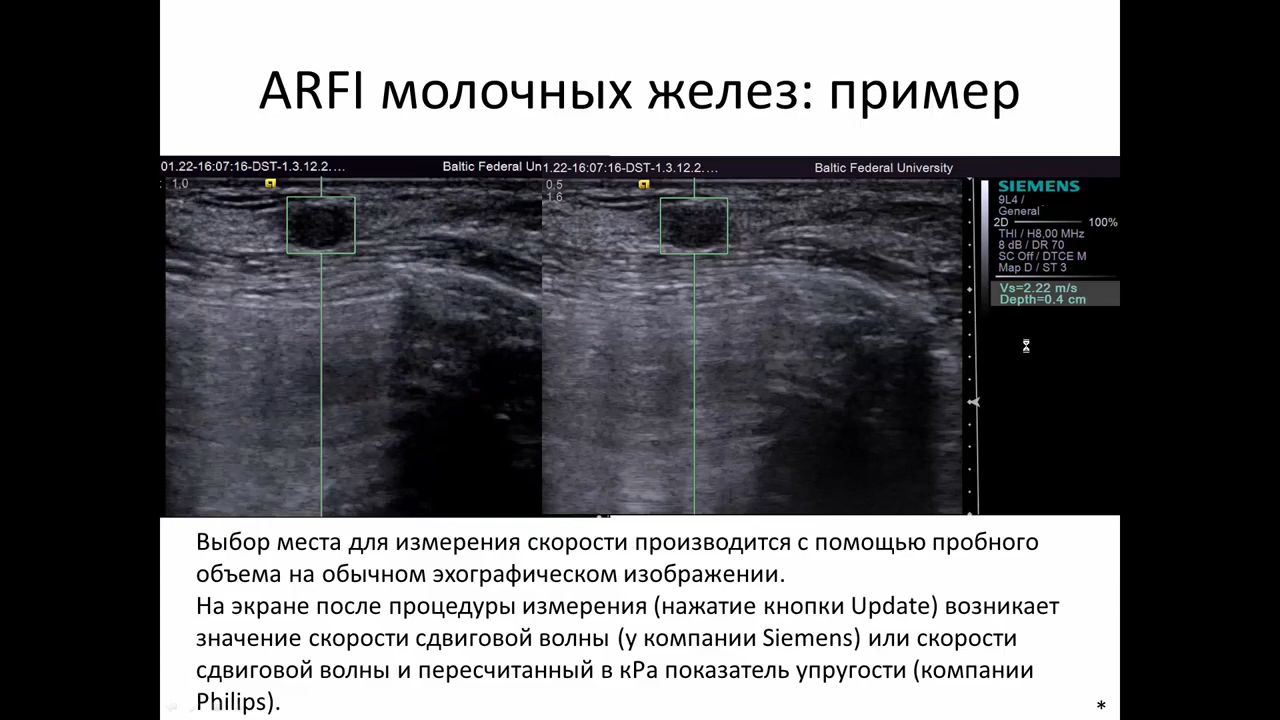 ARFI молочных желез: пример
01.22-16:07:16-DST-1.3.12.2....
Baltic Federal Un
1.22-16:07:16-DST-1.3.12.2....
Baltic Federal University
1.0
0.5
1.6
SIEMENS
9L4 /
General
2D 100%
THI / H8,00 MHz
8 dB / DR 70
SC Off / DTCE M
Map D / ST 3
Vs=2.22 m/s
Depth=0.4 cm
Выбор места для измерения скорости производится с помощью пробного
объема на обычном эхографическом изображении.
На экране после процедуры измерения (нажатие кнопки Update) возникает
значение скорости сдвиговой волны (у компании Siemens) или скорости
сдвиговой волны и пересчитанный в кРа показатель упругости (компании
Philips).
*